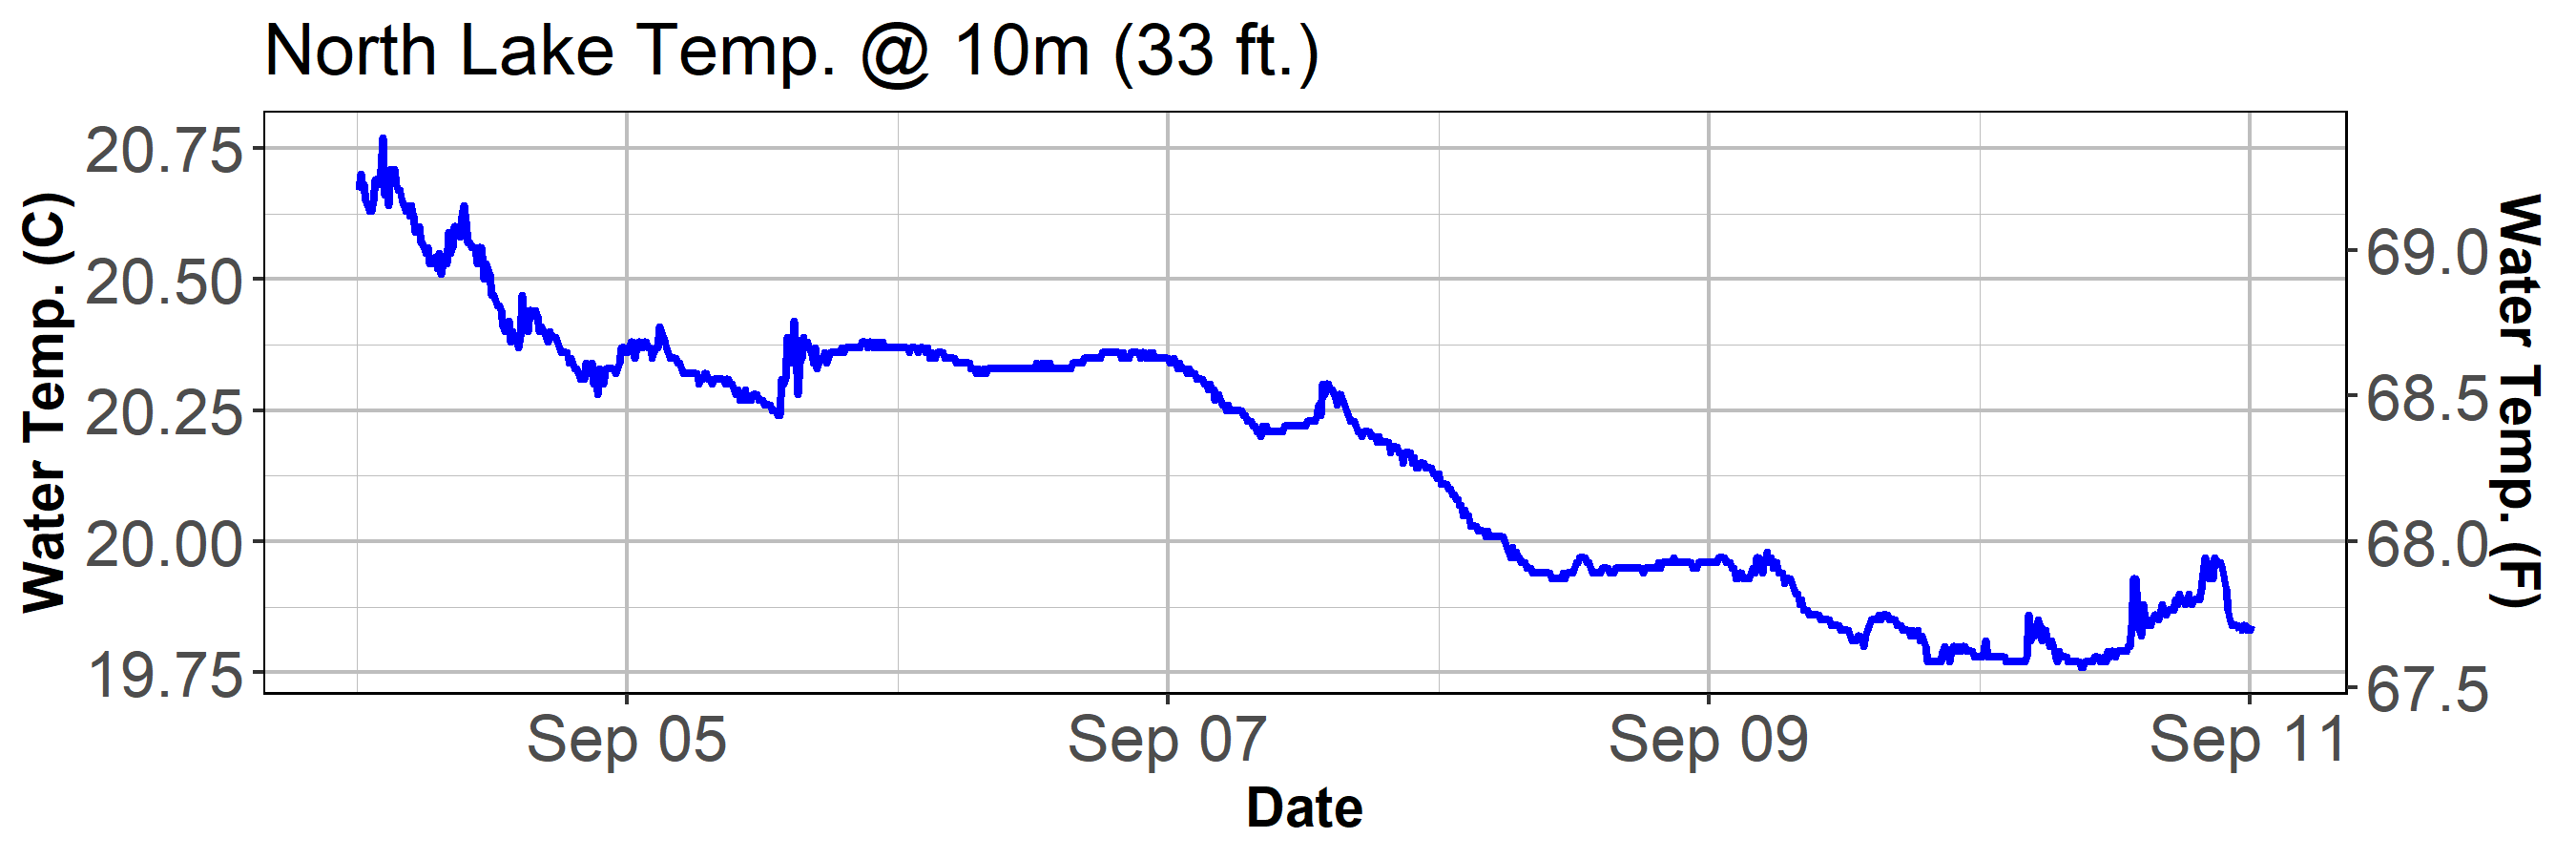 North Lake Temp. @ 10m (33 ft.)
Water Temp. (C)
20.75
20.50
20.25
20.00
19.75
69.0
68.5
68.0
67.5
Water Temp. (F)
Sep 05 Sep 07 Sep 09 Sep 11
Date